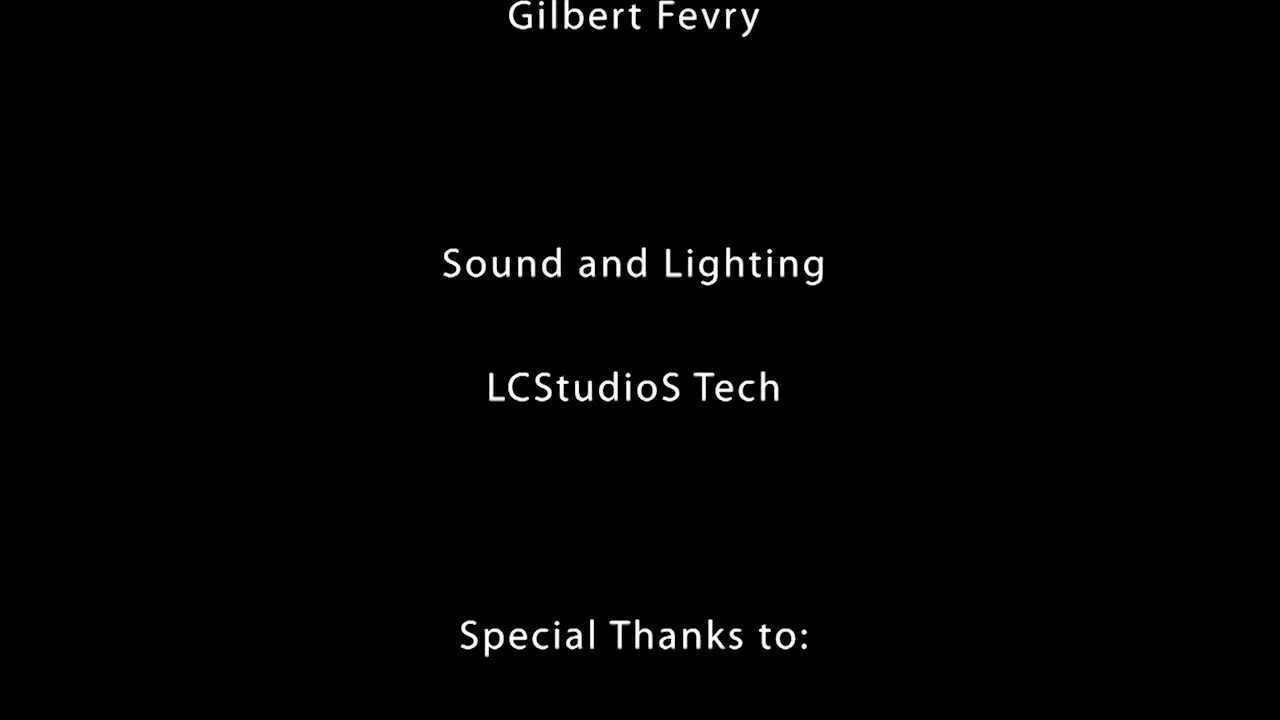 Gilbert Fevry
Sound and Lighting
LCStudioS Tech
Special Thanks to: